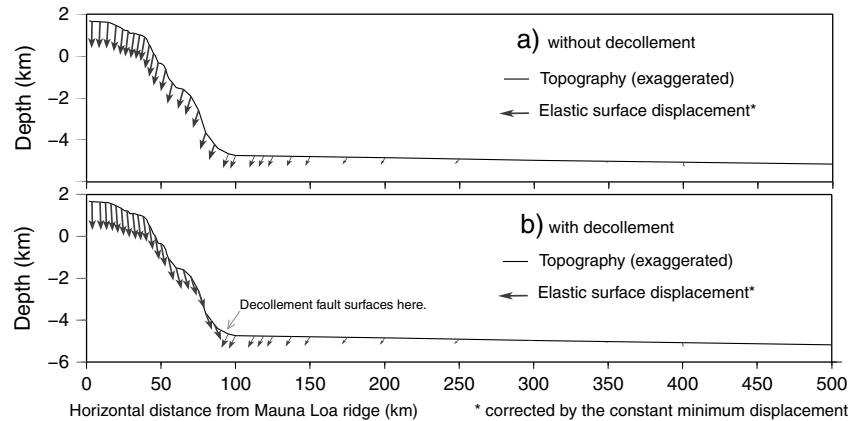 2
0
−2
−4
Depth (km)
a) without decollement
Topography (exaggerated)
Elastic surface displacement*
2
0
−2
−4
−6
Depth (km)
b) with decollement
Topography (exaggerated)
Elastic surface displacement*
Decollement fault surfaces here.
0 50 100 150 200 250 300 350 400 450 500
Horizontal distance from Mauna Loa ridge (km)
* corrected by the constant minimum displacement